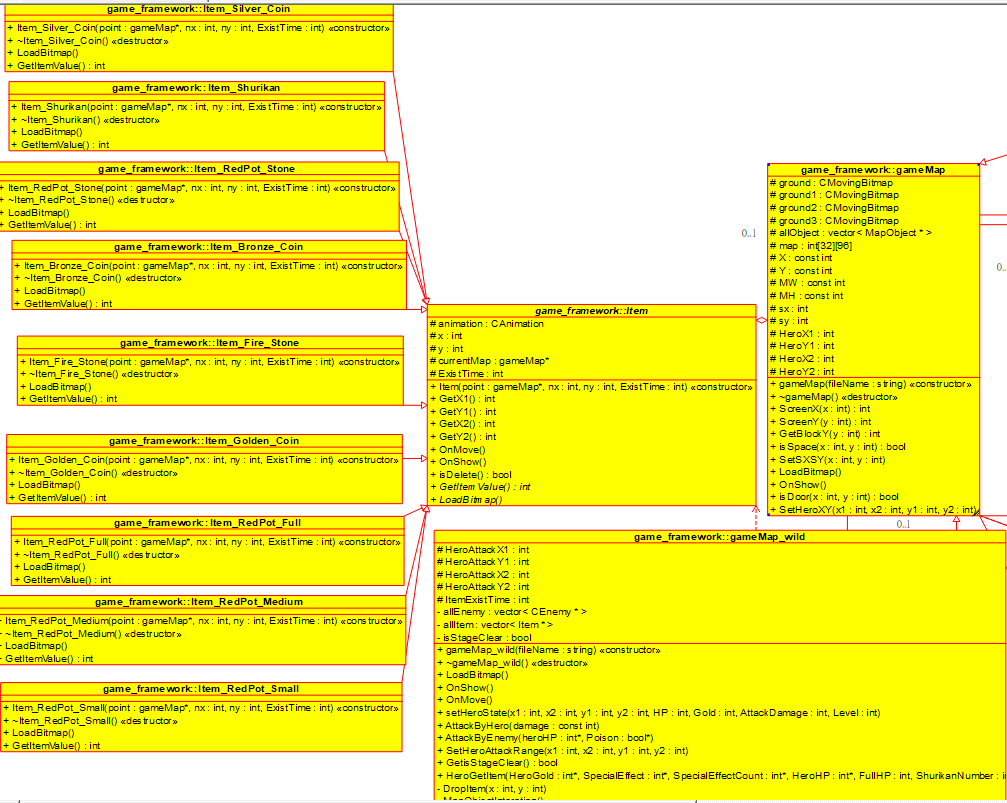 game_framework::Item_Silver_Coin
+ Item_Silver_Coin(point : gameMap*, nx : int, ny : int, ExistTime : int) «constructor»
+ ~Item_Silver_Coin() «destructor»
+ LoadBitmap()
+ GetItemValue() : int
game_framework::Item_Shurikan
+ Item_Shurikan(point : gameMap*, nx : int, ny : int, ExistTime : int) «constructor»
+ ~Item_Shurikan() «destructor»
+ LoadBitmap()
+ GetItemValue() : int
game_framework::Item_RedPot_Stone
+ Item_RedPot_Stone(point : gameMap*, nx : int, ny : int, ExistTime : int) «constructor»
+ ~Item_RedPot_Stone() «destructor»
+ LoadBitmap()
+ GetItemValue() : int
game_framework::Item_Bronze_Coin
+ Item_Bronze_Coin(point : gameMap*, nx : int, ny : int, ExistTime : int) «constructor»
+ ~Item_Bronze_Coin() «destructor»
+ LoadBitmap()
+ GetItemValue() : int
game_framework::Item_Fire_Stone
+ Item_Fire_Stone(point : gameMap*, nx : int, ny : int, ExistTime : int) «constructor»
+ ~Item_Fire_Stone() «destructor»
+ LoadBitmap()
+ GetItemValue() : int
game_framework::Item_Golden_Coin
+ Item_Golden_Coin(point : gameMap*, nx : int, ny : int, ExistTime : int) «constructor»
+ ~Item_Golden_Coin() «destructor»
+ LoadBitmap()
+ GetItemValue() : int
game_framework::Item_RedPot_Full
+ Item_RedPot_Full(point : gameMap*, nx : int, ny : int, ExistTime : int) «constructor»
+ ~Item_RedPot_Full() «destructor»
+ LoadBitmap()
+ GetItemValue() : int
game_framework::Item_RedPot_Medium
- Item_RedPot_Medium(point : gameMap*, nx : int, ny : int, ExistTime : int) «constructor»
- ~Item_RedPot_Medium() «destructor»
- LoadBitmap()
- GetItemValue() : int
game_framework::Item_RedPot_Small
+ Item_RedPot_Small(point : gameMap*, nx : int, ny : int, ExistTime : int) «constructor»
+ ~Item_RedPot_Small() «destructor»
+ LoadBitmap()
+ GetItemValue() : int
game_framework::Item
# animation : CAnimation
# x : int
# y : int
# currentMap : gameMap*
# ExistTime : int
+ Item(point : gameMap*, nx : int, ny : int, ExistTime : int) «constructor»
+ GetX1() : int
+ GetY1() : int
+ GetX2() : int
+ GetY2() : int
+ OnMove()
+ OnShow()
+ isDelete() : bool
+ GetItemValue() : int
+ LoadBitmap()
0..1
game_framework::gameMap
# ground : CMovingBitmap
# ground1 : CMovingBitmap
# ground2 : CMovingBitmap
# ground3 : CMovingBitmap
# allObject : vector< MapObject * >
# map : int[32][96]
# X : const int
# Y : const int
# MW : const int
# MH : const int
# sx : int
# sy : int
# HeroX1 : int
# HeroY1 : int
# HeroX2 : int
# HeroY2 : int
+ gameMap(fileName : string) «constructor»
+ ~gameMap() «destructor»
+ ScreenX(x : int) : int
+ ScreenY(y : int) : int
+ GetBlockY(y : int) : int
+ isSpace(x : int, y : int) : bool
+ SetSXSY(x : int, y : int)
+ LoadBitmap()
+ OnShow()
+ isDoor(x : int, y : int) : bool
+ SetHeroXY(x1 : int, x2 : int, y1 : int, y2 : int)
0..
0..1
game_framework::gameMap_wild
# HeroAttackX1 : int
# HeroAttackY1 : int
# HeroAttackX2 : int
# HeroAttackY2 : int
# ItemExistTime : int
- allEnemy : vector< CEnemy * >
- allItem : vector< Item * >
- isStageClear : bool
+ gameMap_wild(fileName : string) «constructor»
+ ~gameMap_wild() «destructor»
+ LoadBitmap()
+ OnShow()
+ OnMove()
+ setHeroState(x1 : int, x2 : int, y1 : int, y2 : int, HP : int, Gold : int, AttackDamage : int, Level : int)
+ AttackByHero(damage : const int)
+ AttackByEnemy(heroHP : int*, Poison : bool*)
+ SetHeroAttackRange(x1 : int, x2 : int, y1 : int, y2 : int)
+ GetisStageClear() : bool
+ HeroGetItem(HeroGold : int*, SpecialEffect : int*, SpecialEffectCount : int*, HeroHP : int*, FullHP : int, ShurikanNumber : i
- DropItem(x : int, y : int)